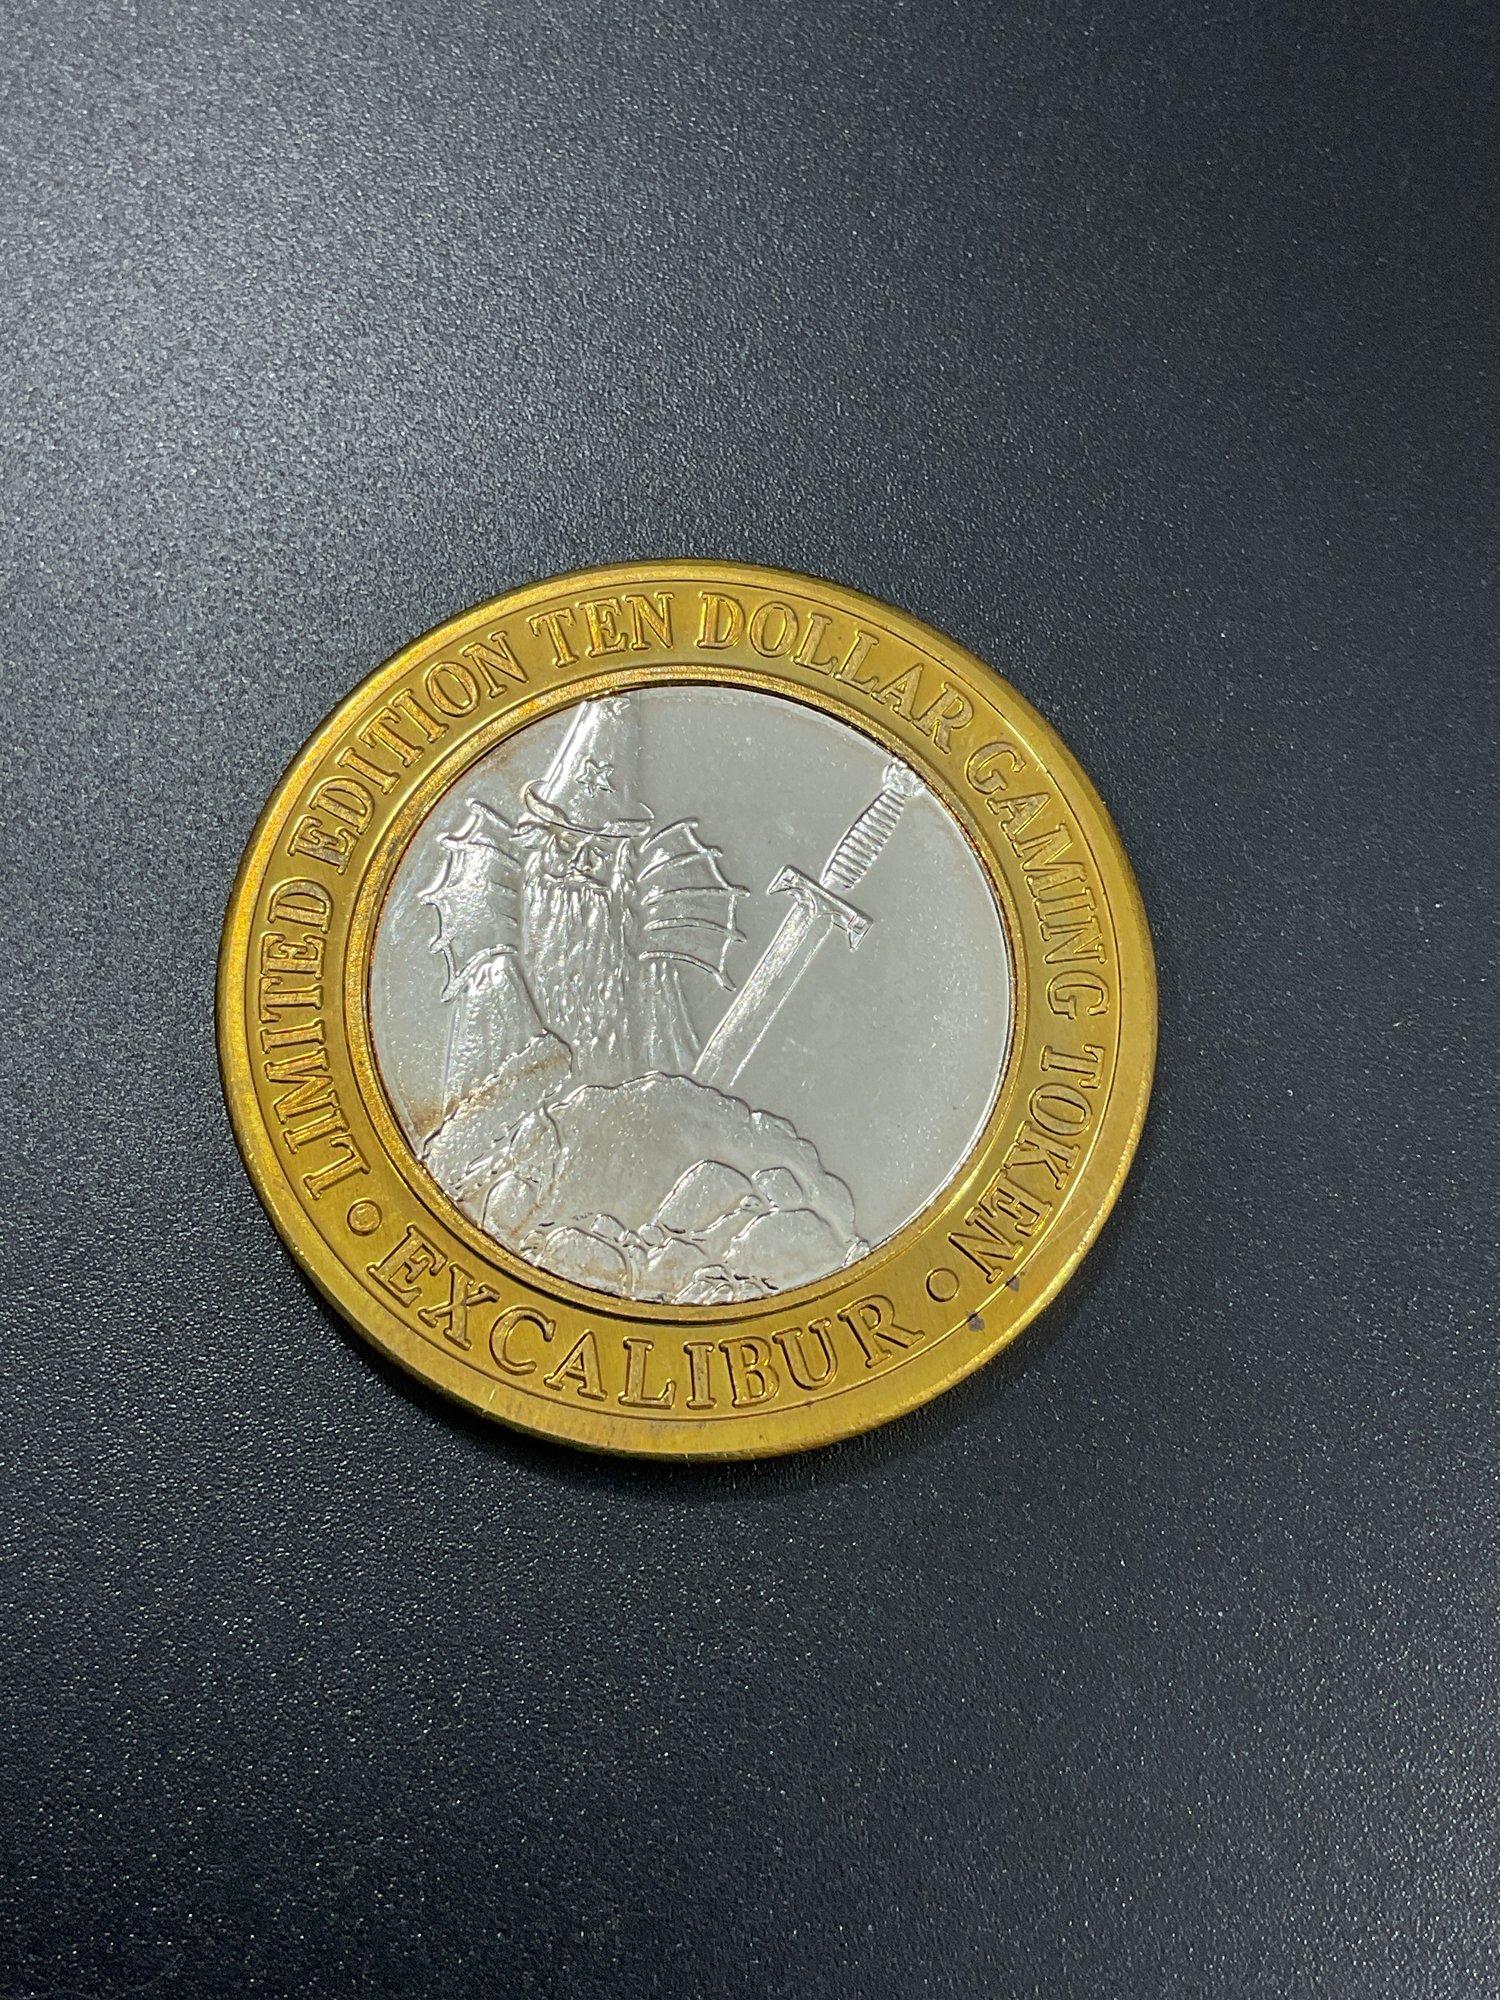 LIMITED EDITION TEN DOLLAR GAMING TOKEN
• EXCALIBUR •